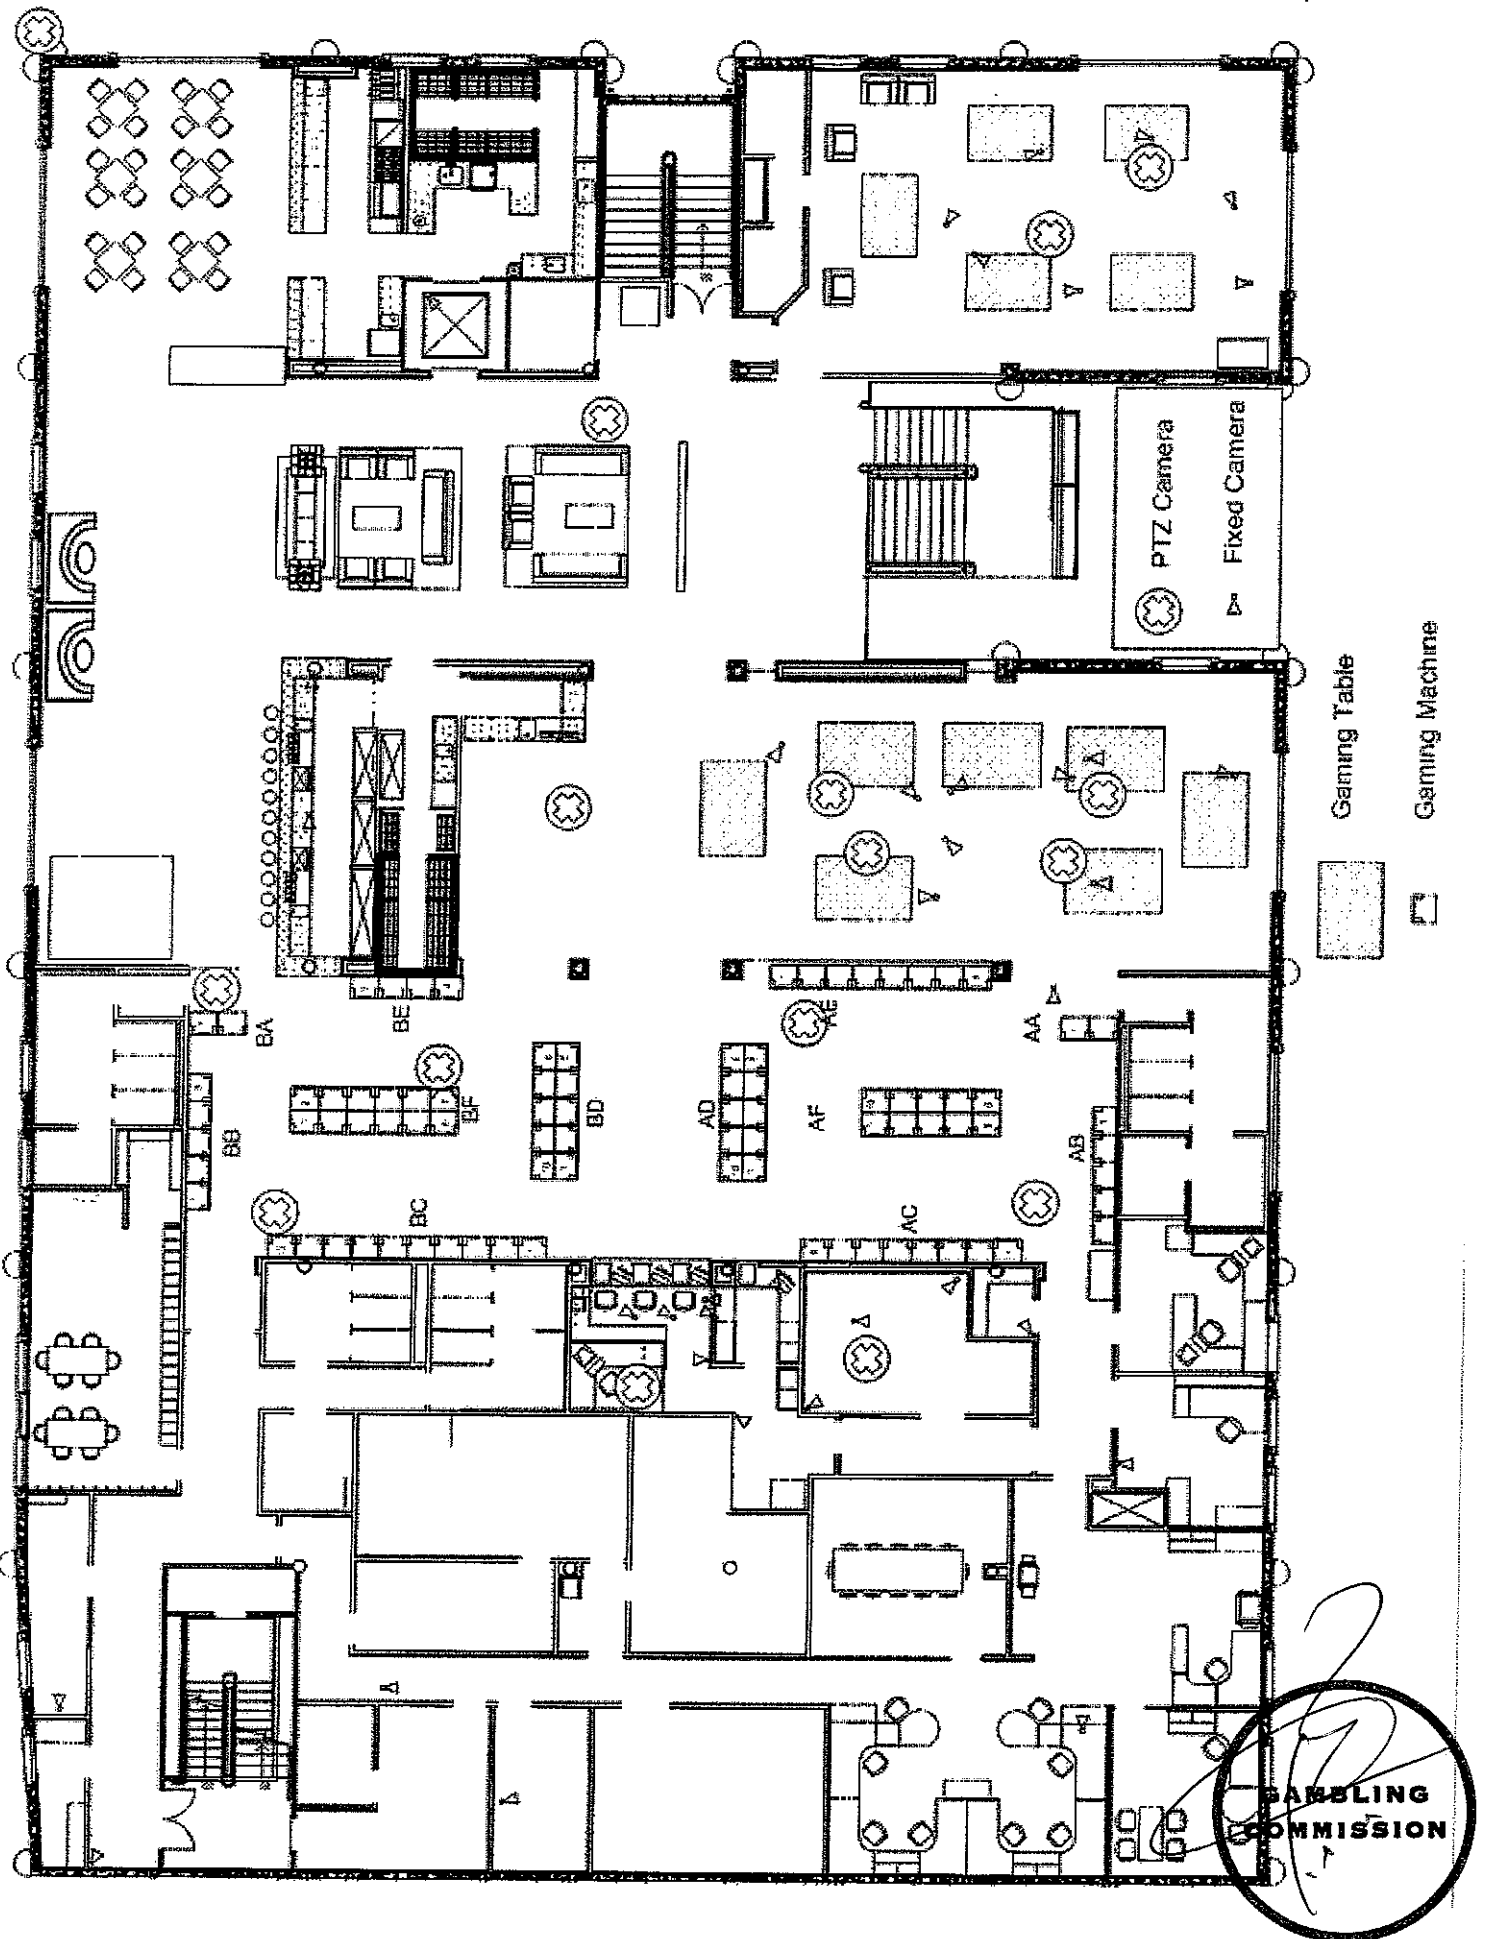 PTZ Camera
Fixed Camera
Gaming Table
Gaming Machine
BA
BE
BB
BF
BD
AD
AF
AE
AA
AB
BC
AC
GAMBLING
COMMISSION